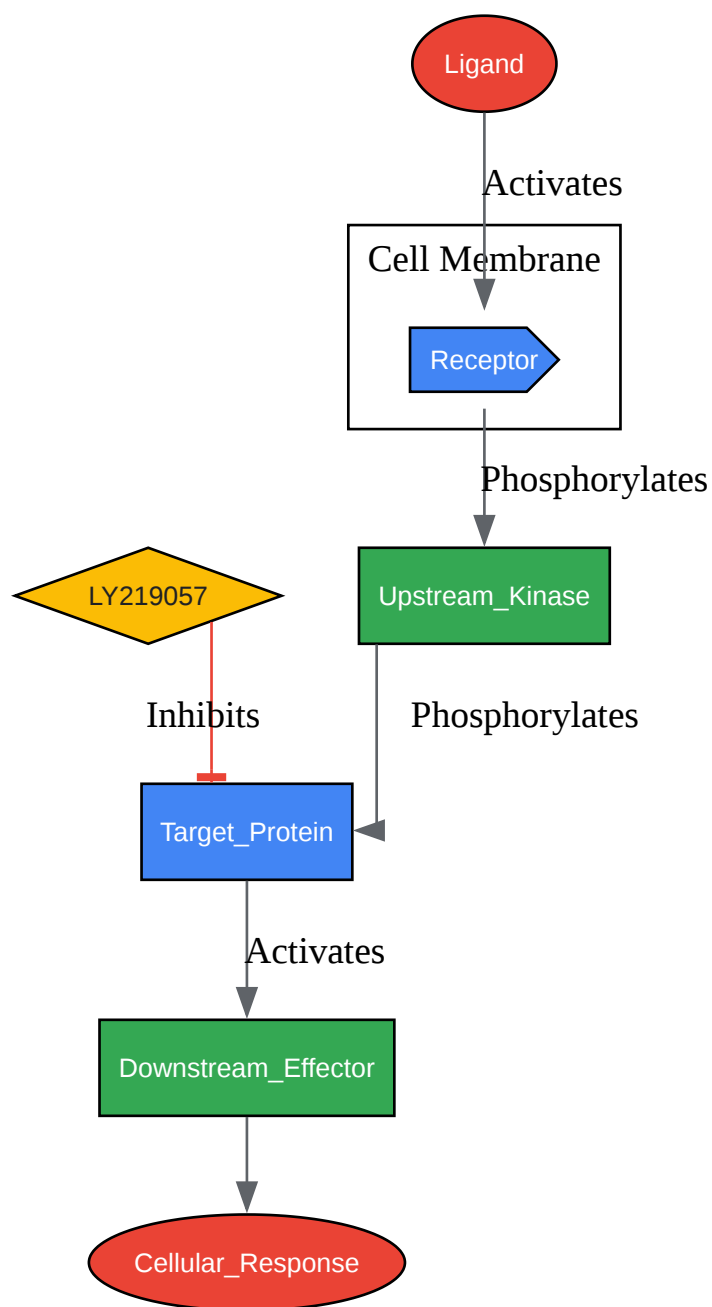 Ligand
Activates
Cell Membrane
Receptor
Phosphorylates
LY219057
Upstream_Kinase
Inhibits
Phosphorylates
Target_Protein
Activates
Downstream_Effector
Cellular_Response